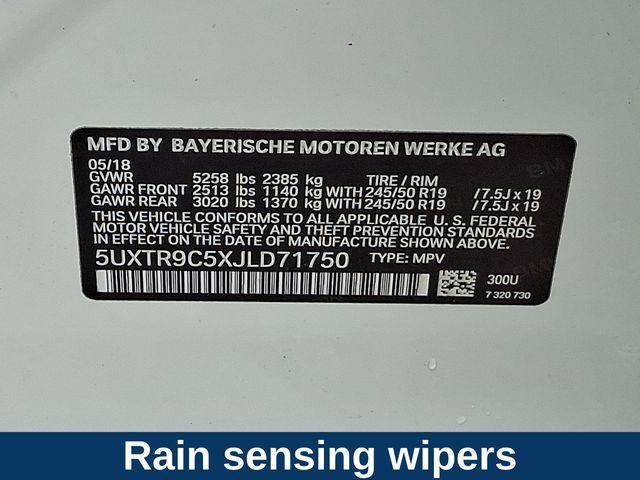 MFD BY BAYERISCHE MOTOREN WERKE AG
05/18
GVWR 5258 lbs 2385 kg TIRE / RIM
GAWR FRONT 2513 lbs 1140 kg WITH 245/50 R19 / 7.5J x 19
GAWR REAR 3020 lbs 1370 kg WITH 245/50 R19 / 7.5J x 19
THIS VEHICLE CONFORMS TO ALL APPLICABLE U. S. FEDERAL
MOTOR VEHICLE SAFETY AND THEFT PREVENTION STANDARDS
IN EFFECT ON THE DATE OF MANUFACTURE SHOWN ABOVE.
5UXTR9C5XJLD71750 TYPE: MPV
300U
7 320 730
Rain sensing wipers